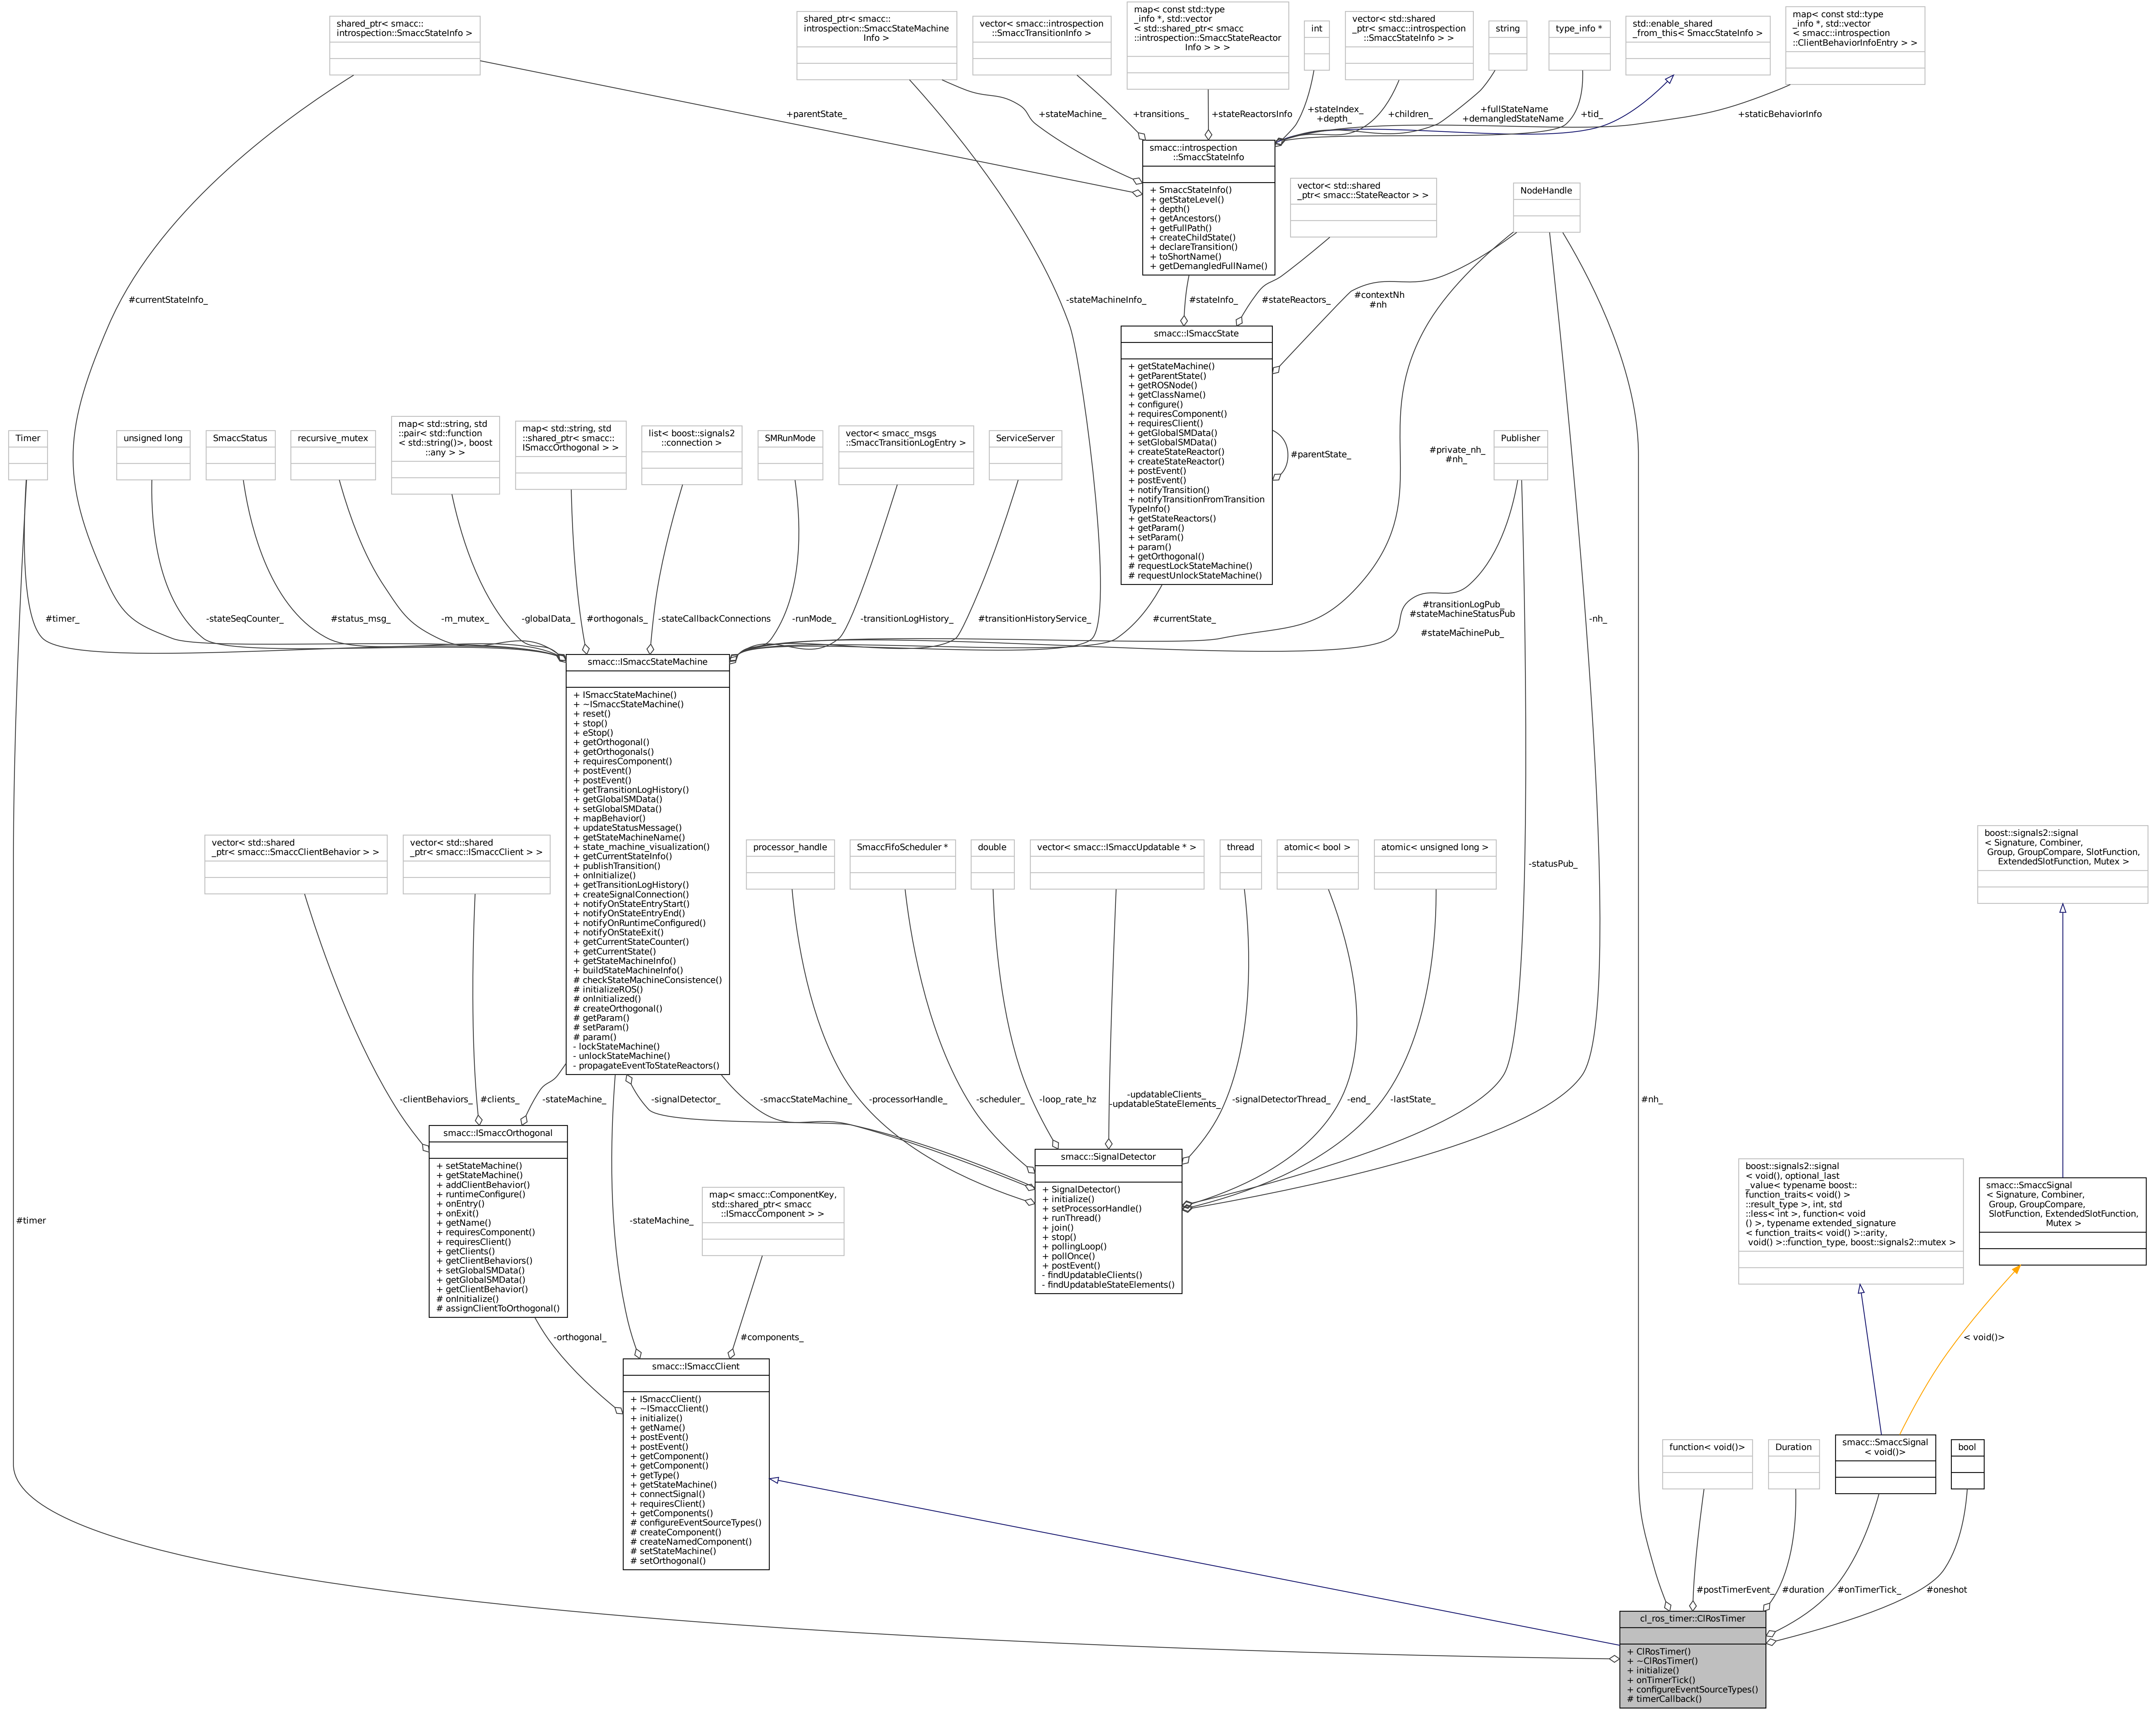 shared_ptr< smacc::
introspection::SmaccStateInfo >
shared_ptr< smacc::
introspection::SmaccStateMachine
Info >
vector< smacc::introspection
::SmaccTransitionInfo >
map< const std::type
_info *, std::vector
< std::shared_ptr< smacc
::introspection::SmaccStateReactor
Info > > >
int
vector< std::shared
_ptr< smacc::introspection
::SmaccStateInfo > >
string
type_info *
std::enable_shared
_from_this< SmaccStateInfo >
map< const std::type
_info *, std::vector
< smacc::introspection
::ClientBehaviorInfoEntry > >
+parentState_
+stateMachine_
+transitions_
+stateReactorsInfo
+stateIndex_
+depth_
+children_
+fullStateName
+demangledStateName
+tid_
+staticBehaviorInfo
smacc::introspection
::SmaccStateInfo
+ SmaccStateInfo()
+ getStateLevel()
+ depth()
+ getAncestors()
+ getFullPath()
+ createChildState()
+ declareTransition()
+ toShortName()
+ getDemangledFullName()
vector< std::shared
_ptr< smacc::StateReactor > >
NodeHandle
#currentStateInfo_
-stateMachineInfo_
#stateInfo_
#stateReactors_
#contextNh
#nh
smacc::ISmaccState
+ getStateMachine()
+ getParentState()
+ getROSNode()
+ getClassName()
+ configure()
+ requiresComponent()
+ requiresClient()
+ getGlobalSMData()
+ setGlobalSMData()
+ createStateReactor()
+ createStateReactor()
+ postEvent()
+ postEvent()
+ notifyTransition()
+ notifyTransitionFromTransition
TypeInfo()
+ getStateReactors()
+ getParam()
+ setParam()
+ param()
+ getOrthogonal()
# requestLockStateMachine()
# requestUnlockStateMachine()
#parentState_
#private_nh_
#nh_
Timer
unsigned long
SmaccStatus
recursive_mutex
map< std::string, std
::pair< std::function
< std::string()>, boost
::any > >
map< std::string, std
::shared_ptr< smacc::
ISmaccOrthogonal > >
list< boost::signals2
::connection >
SMRunMode
vector< smacc_msgs
::SmaccTransitionLogEntry >
ServiceServer
Publisher
#timer_
-stateSeqCounter_
#status_msg_
-m_mutex_
-globalData_
#orthogonals_
-stateCallbackConnections
-runMode_
-transitionLogHistory_
#transitionHistoryService_
#currentState_
#transitionLogPub_
#stateMachineStatusPub
_
#stateMachinePub_
-nh_
smacc::ISmaccStateMachine
+ ISmaccStateMachine()
+ ~ISmaccStateMachine()
+ reset()
+ stop()
+ eStop()
+ getOrthogonal()
+ getOrthogonals()
+ requiresComponent()
+ postEvent()
+ postEvent()
+ getTransitionLogHistory()
+ getGlobalSMData()
+ setGlobalSMData()
+ mapBehavior()
+ updateStatusMessage()
+ getStateMachineName()
+ state_machine_visualization()
+ getCurrentStateInfo()
+ publishTransition()
+ onInitialize()
+ getTransitionLogHistory()
+ createSignalConnection()
+ notifyOnStateEntryStart()
+ notifyOnStateEntryEnd()
+ notifyOnRuntimeConfigured()
+ notifyOnStateExit()
+ getCurrentStateCounter()
+ getCurrentState()
+ getStateMachineInfo()
+ buildStateMachineInfo()
# checkStateMachineConsistence()
# initializeROS()
# onInitialized()
# createOrthogonal()
# getParam()
# setParam()
# param()
- lockStateMachine()
- unlockStateMachine()
- propagateEventToStateReactors()
vector< std::shared
_ptr< smacc::SmaccClientBehavior > >
vector< std::shared
_ptr< smacc::ISmaccClient > >
processor_handle
SmaccFifoScheduler *
double
vector< smacc::ISmaccUpdatable * >
thread
atomic< bool >
atomic< unsigned long >
-statusPub_
boost::signals2::signal
< Signature, Combiner,
Group, GroupCompare, SlotFunction,
ExtendedSlotFunction, Mutex >
-clientBehaviors_
#clients_
-stateMachine_
-signalDetector_
-smaccStateMachine_
-processorHandle_
-scheduler_
-loop_rate_hz
-updatableClients_
-updatableStateElements_
-signalDetectorThread_
-end_
-lastState_
#nh_
smacc::ISmaccOrthogonal
+ setStateMachine()
+ getStateMachine()
+ addClientBehavior()
+ runtimeConfigure()
+ onEntry()
+ onExit()
+ getName()
+ requiresComponent()
+ requiresClient()
+ getClients()
+ getClientBehaviors()
+ setGlobalSMData()
+ getGlobalSMData()
+ getClientBehavior()
# onInitialize()
# assignClientToOrthogonal()
smacc::SignalDetector
+ SignalDetector()
+ initialize()
+ setProcessorHandle()
+ runThread()
+ join()
+ stop()
+ pollingLoop()
+ pollOnce()
+ postEvent()
- findUpdatableClients()
- findUpdatableStateElements()
map< smacc::ComponentKey,
std::shared_ptr< smacc
::ISmaccComponent > >
boost::signals2::signal
< void(), optional_last
_value< typename boost::
function_traits< void() >
::result_type >, int, std
::less< int >, function< void
() >, typename extended_signature
< function_traits< void() >::arity,
void() >::function_type, boost::signals2::mutex >
smacc::SmaccSignal
< Signature, Combiner,
Group, GroupCompare,
SlotFunction, ExtendedSlotFunction,
Mutex >
#timer
-stateMachine_
-orthogonal_
#components_
< void()>
smacc::ISmaccClient
+ ISmaccClient()
+ ~ISmaccClient()
+ initialize()
+ getName()
+ postEvent()
+ postEvent()
+ getComponent()
+ getComponent()
+ getType()
+ getStateMachine()
+ connectSignal()
+ requiresClient()
+ getComponents()
# configureEventSourceTypes()
# createComponent()
# createNamedComponent()
# setStateMachine()
# setOrthogonal()
function< void()>
Duration
smacc::SmaccSignal
< void()>
bool
#postTimerEvent_
#duration
#onTimerTick_
#oneshot
cl_ros_timer::ClRosTimer
+ ClRosTimer()
+ ~ClRosTimer()
+ initialize()
+ onTimerTick()
+ configureEventSourceTypes()
# timerCallback()